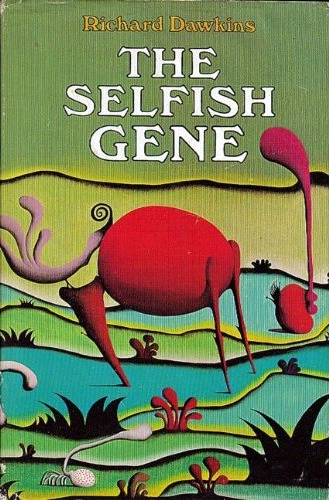 Richard Dawkins
THE
SELFISH
GENE